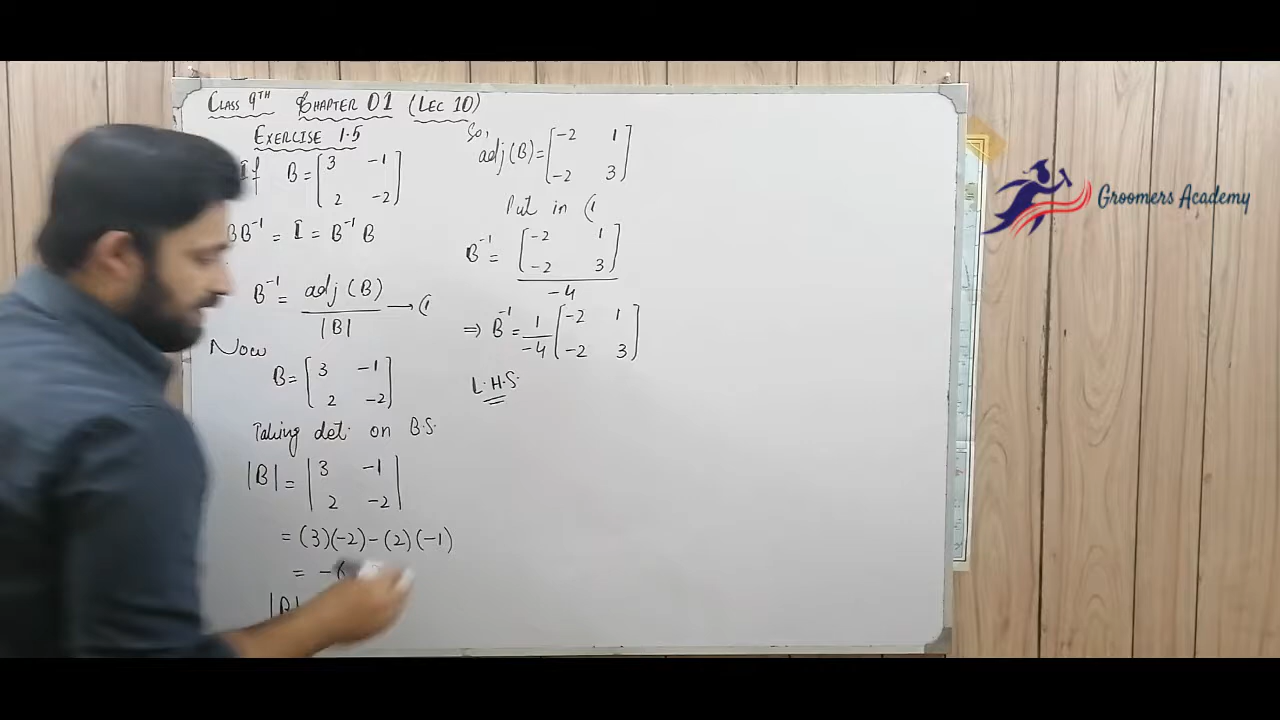 CLASS 9TH CHAPTER 01 (LEC 10)
EXERCISE 1.5
If B = [3 -1
2 -2]
BB⁻¹ = I = B⁻¹ B
B⁻¹ = adj (B) / |B| → (1
Now
B = [3 -1
2 -2]
Taking det. on B.S.
|B| = |3 -1
2 -2|
= (3)(-2) - (2)(-1)
= -6
|B|
So,
adj(B) = [-2 1
-2 3]
Put in (1
B⁻¹ = [-2 1
-2 3] / -4
⇒ B⁻¹ = 1/-4 [-2 1
-2 3]
L.H.S.
Groomers Academy